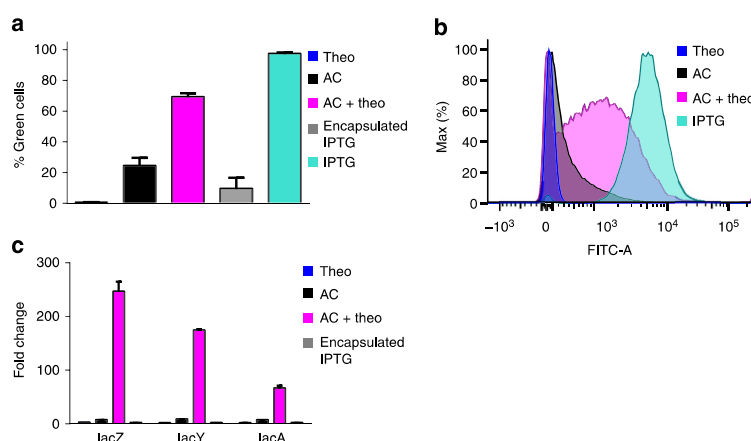 a
100
80
60
40
20
0
% Green cells
Theo
AC
AC + theo
Encapsulated
IPTG
IPTG
b
100
80
60
40
20
0
Max (%)
−10³
0
10³
10⁴
10⁵
FITC-A
Theo
AC
AC + theo
IPTG
c
300
200
100
0
Fold change
lacZ
lacY
lacA
Theo
AC
AC + theo
Encapsulated
IPTG